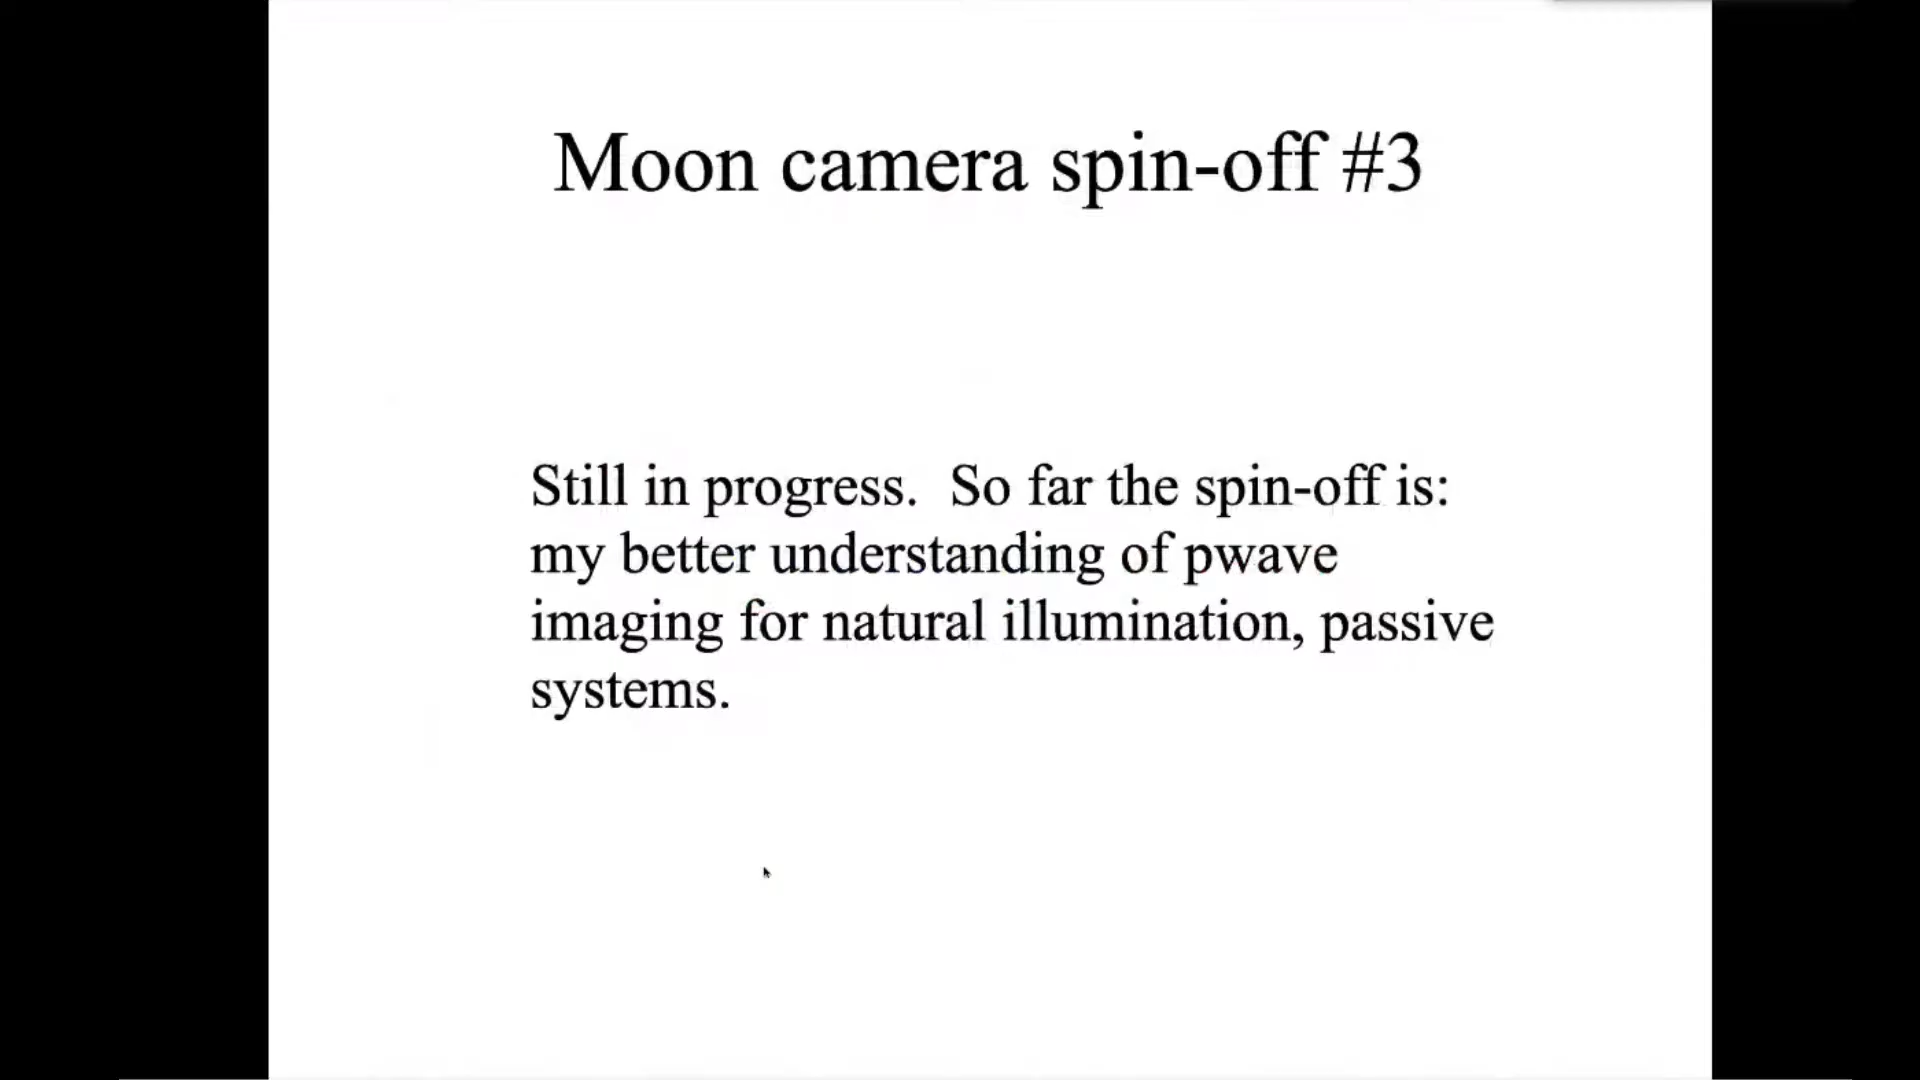 Moon camera spin-off #3
Still in progress.  So far the spin-off is:
my better understanding of pwave
imaging for natural illumination, passive
systems.